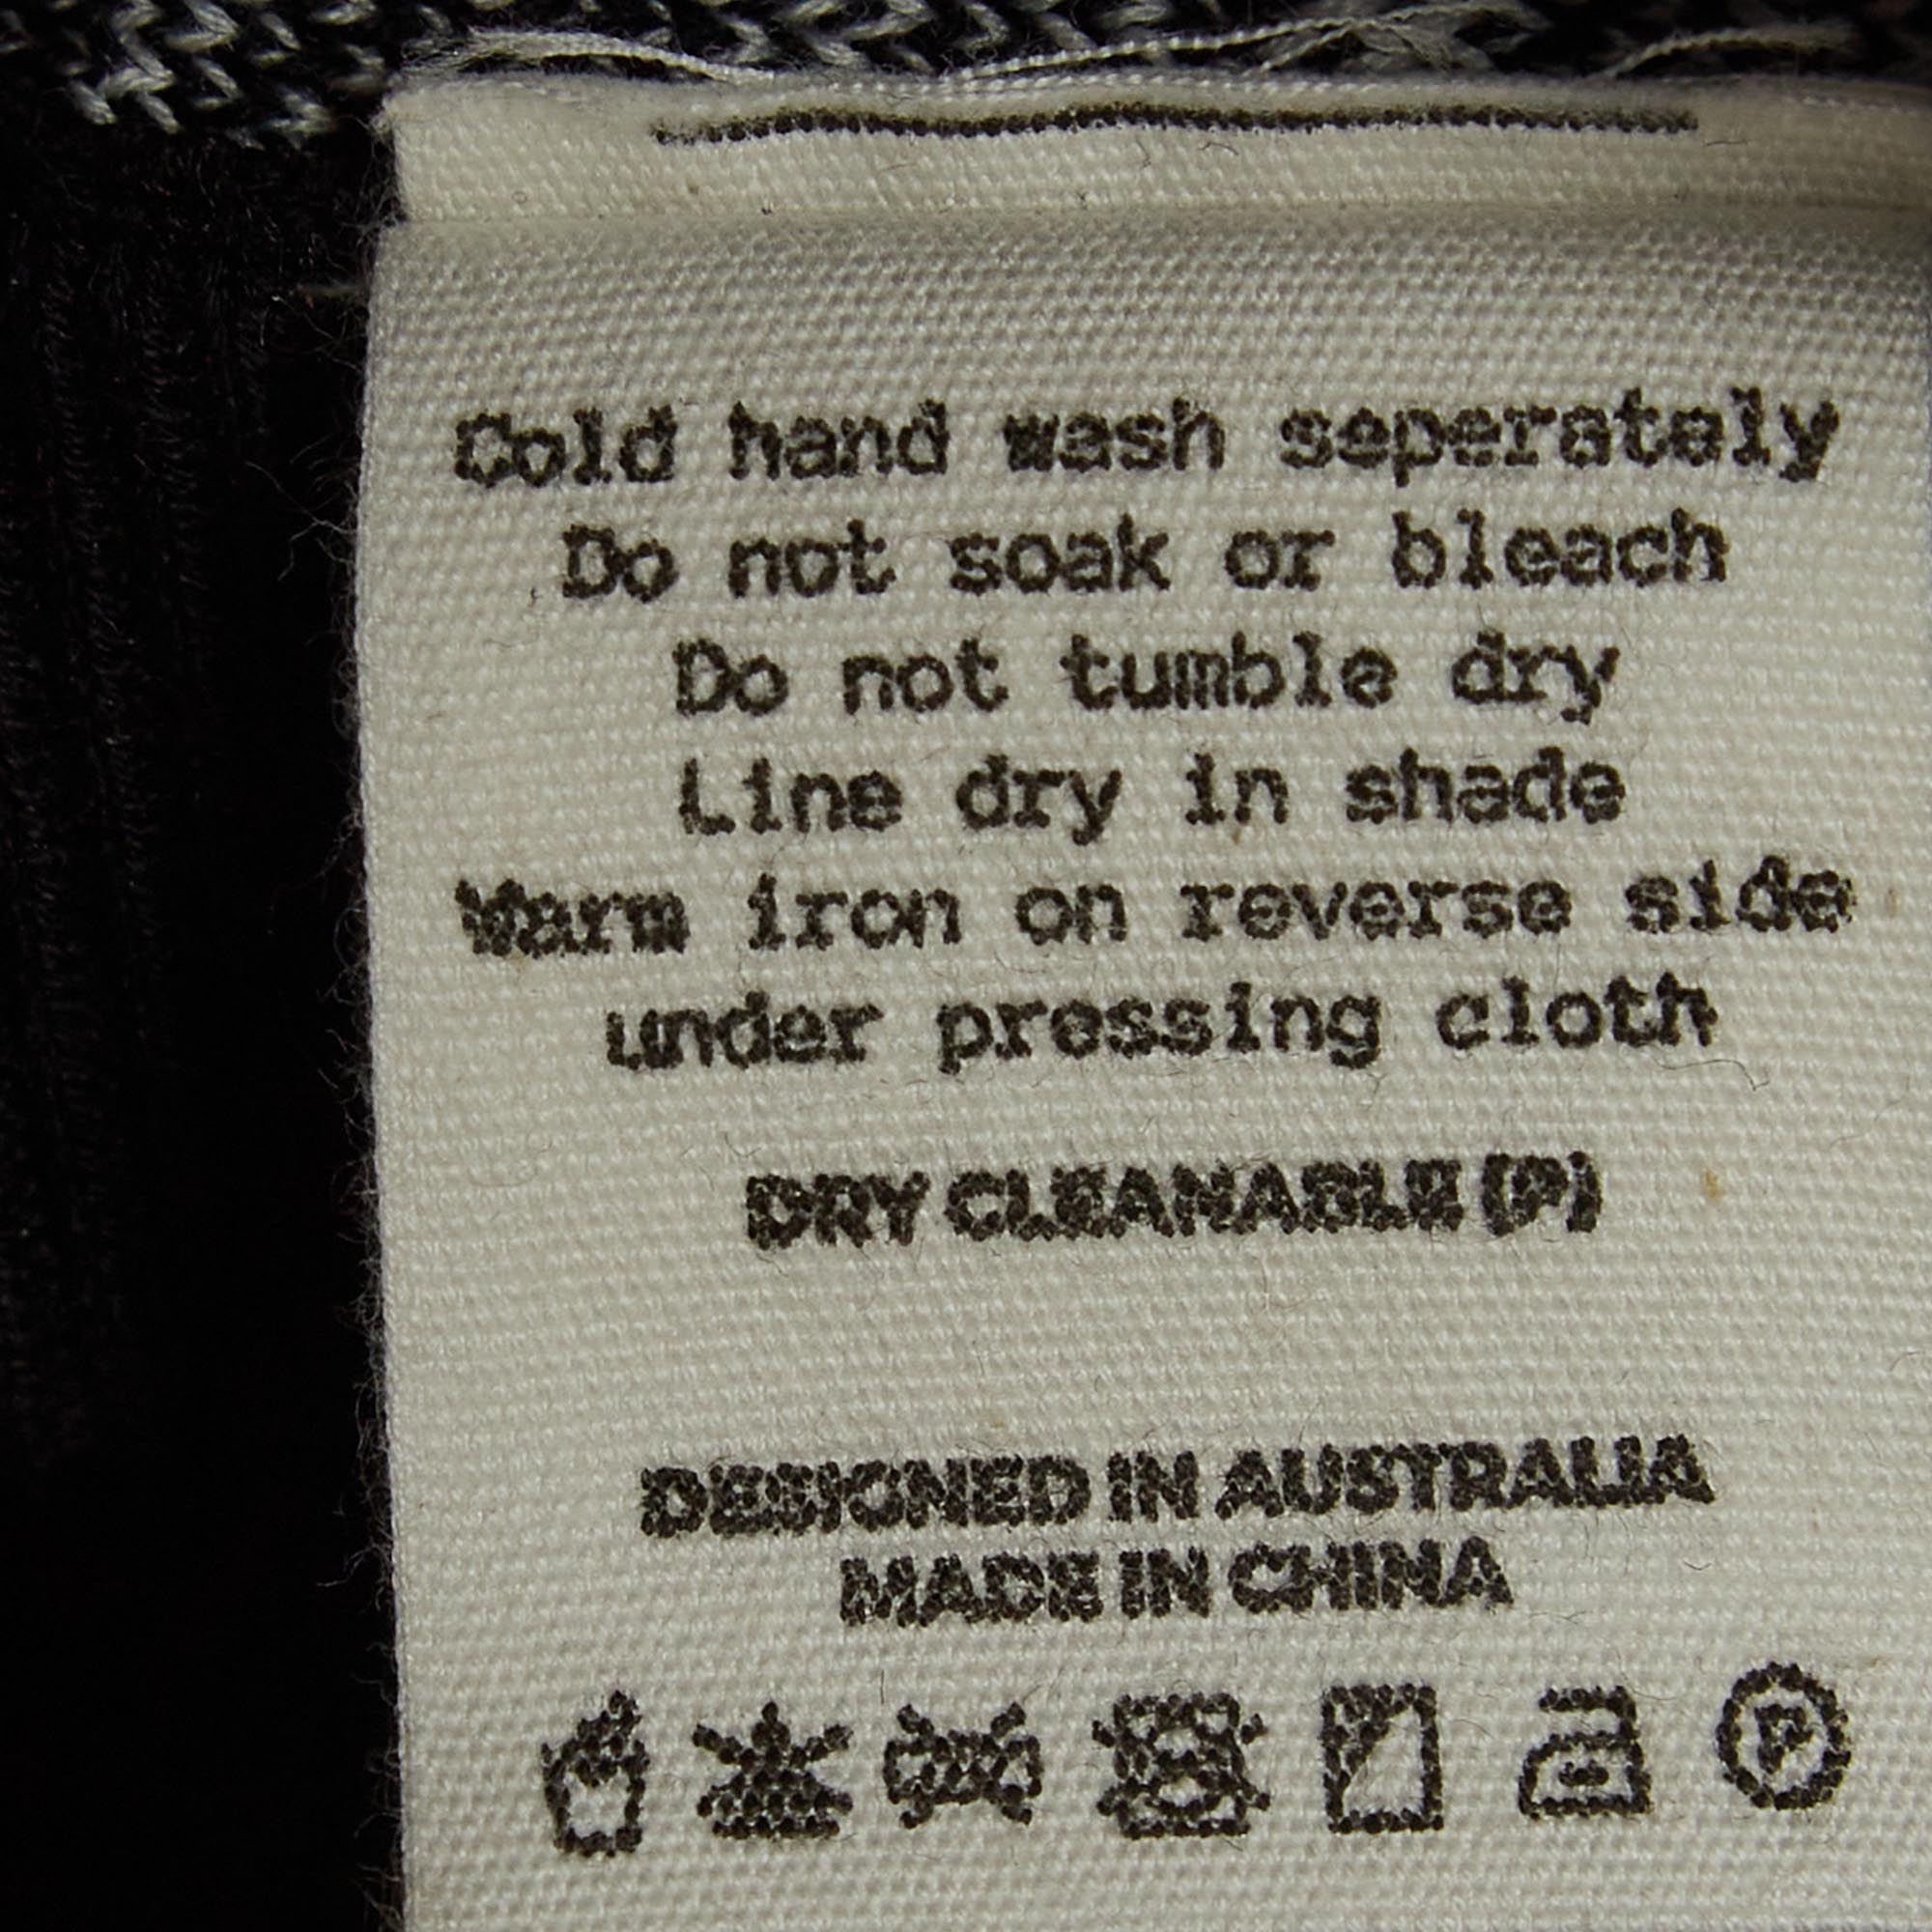 Cold hand wash seperately
Do not soak or bleach
Do not tumble dry
Line dry in shade
Warm iron on reverse side
under pressing cloth
DRY CLEANABLE (P)
DESIGNED IN AUSTRALIA
MADE IN CHINA
P